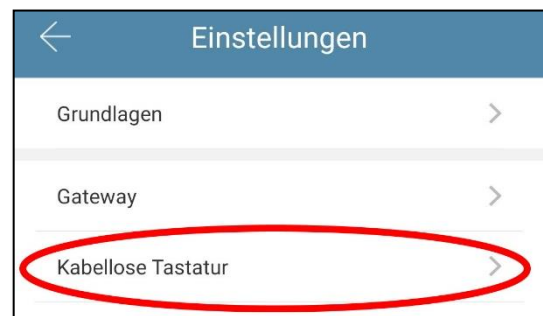 Einstellungen
Grundlagen
Gateway
Kabellose Tastatur